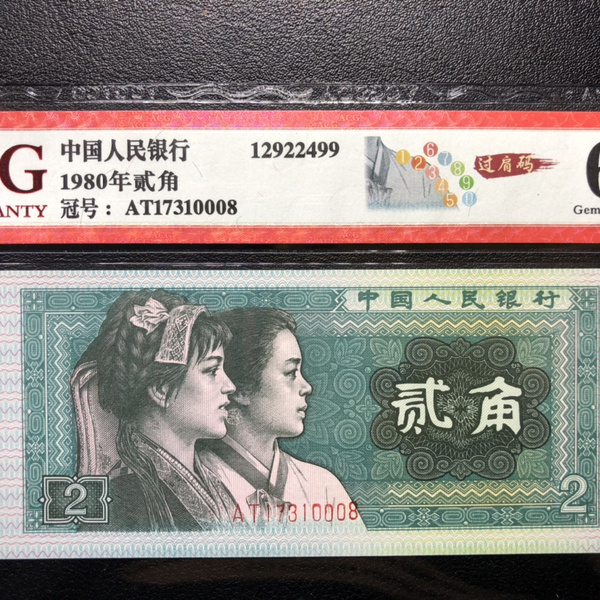 中国人民银行 12922499
1980年贰角
冠号： AT17310008
G
ANTY
1 2 3 4 5 6 7 8 9
过肩码
6
Gem
中国人民银行
贰角
2 2
AT17310008